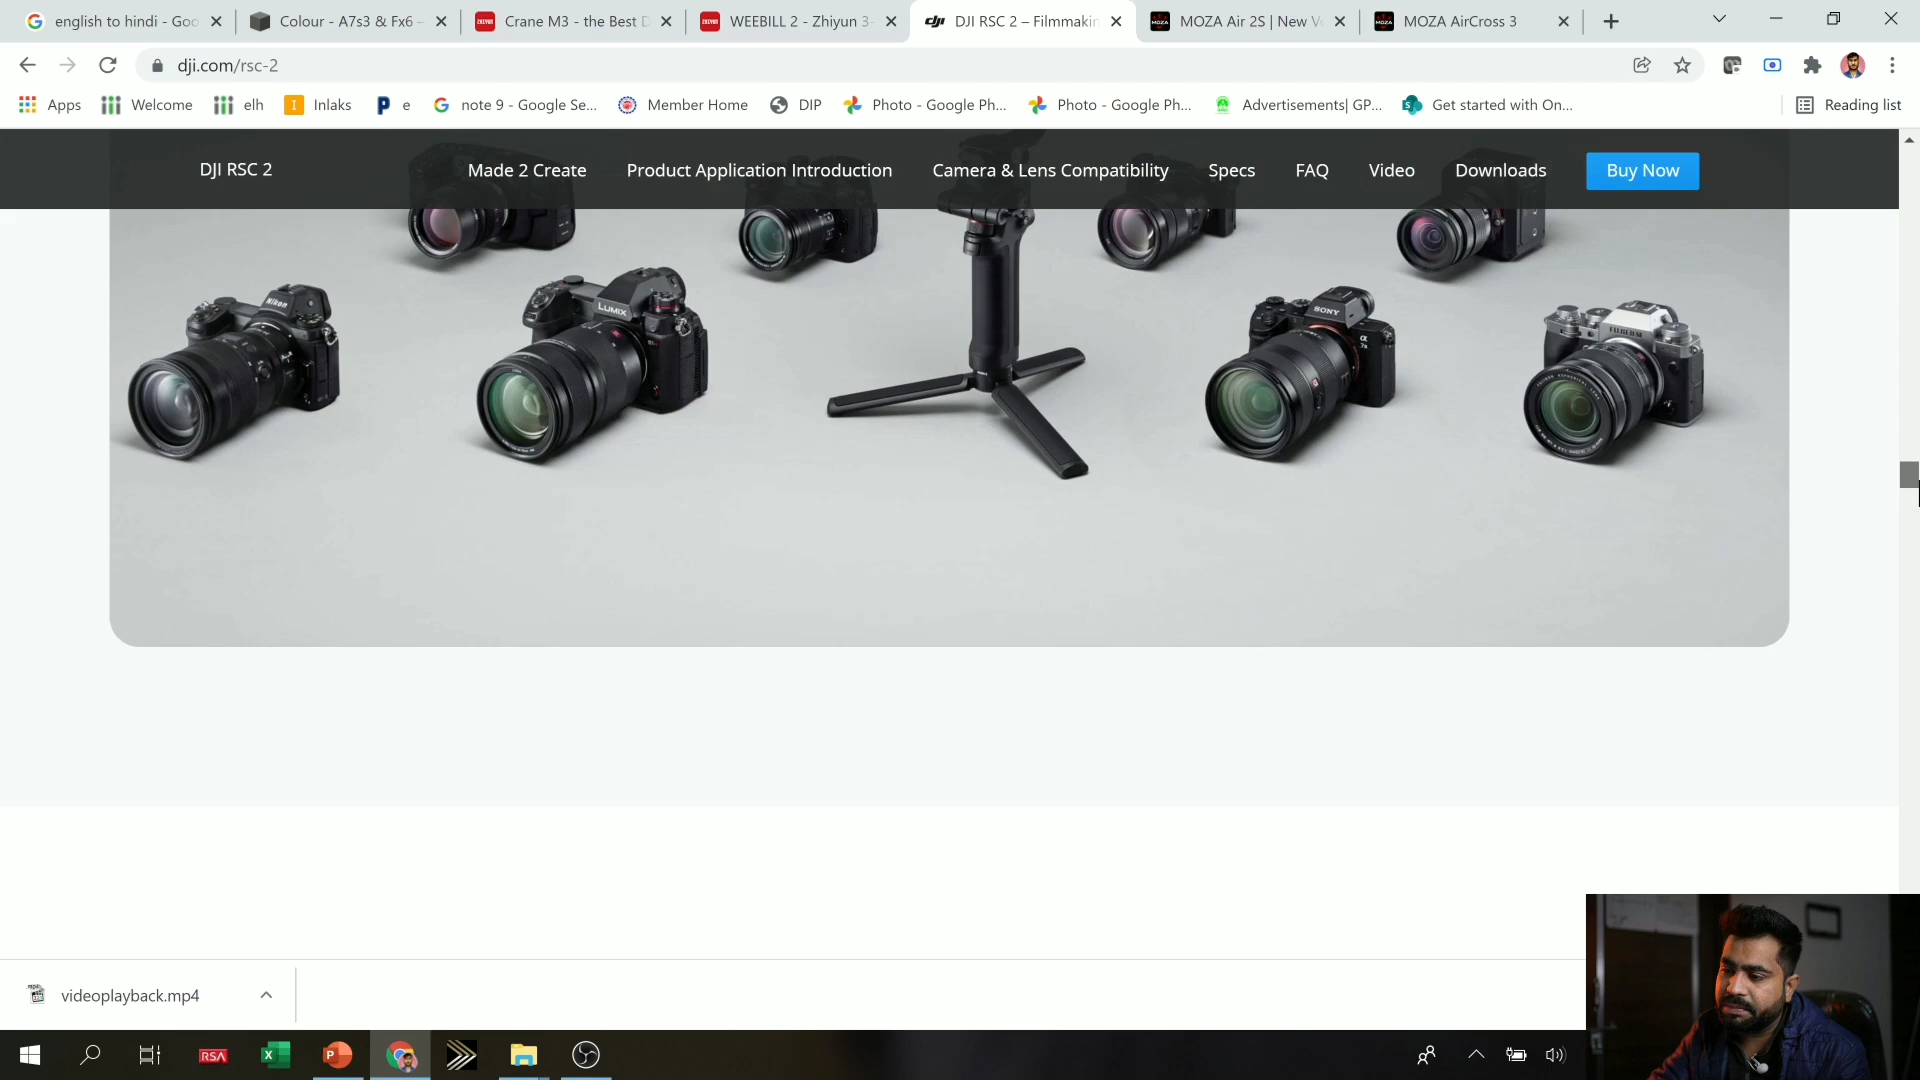 english to hindi - Goo
Colour - A7s3 & Fx6 –
Crane M3 - the Best D
WEEBILL 2 - Zhiyun 3-
DJI RSC 2 – Filmmakin
MOZA Air 2S | New Ve
MOZA AirCross 3
dji.com/rsc-2
Apps
Welcome
elh
Inlaks
e
note 9 - Google Se...
Member Home
DIP
Photo - Google Ph...
Photo - Google Ph...
Advertisements| GP...
Get started with On...
Reading list
DJI RSC 2
Made 2 Create
Product Application Introduction
Camera & Lens Compatibility
Specs
FAQ
Video
Downloads
Buy Now
Nikon
LUMIX
SONY
FUJIFILM
videoplayback.mp4
RSA